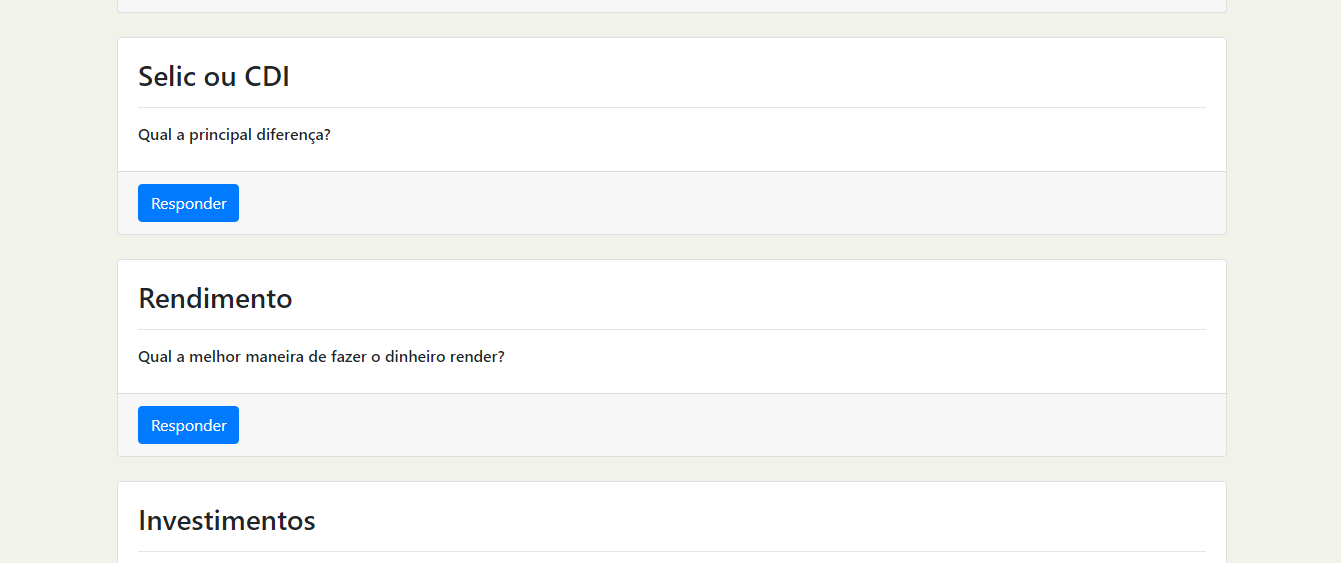 Selic ou CDI
Qual a principal diferença?
Responder
Rendimento
Qual a melhor maneira de fazer o dinheiro render?
Responder
Investimentos